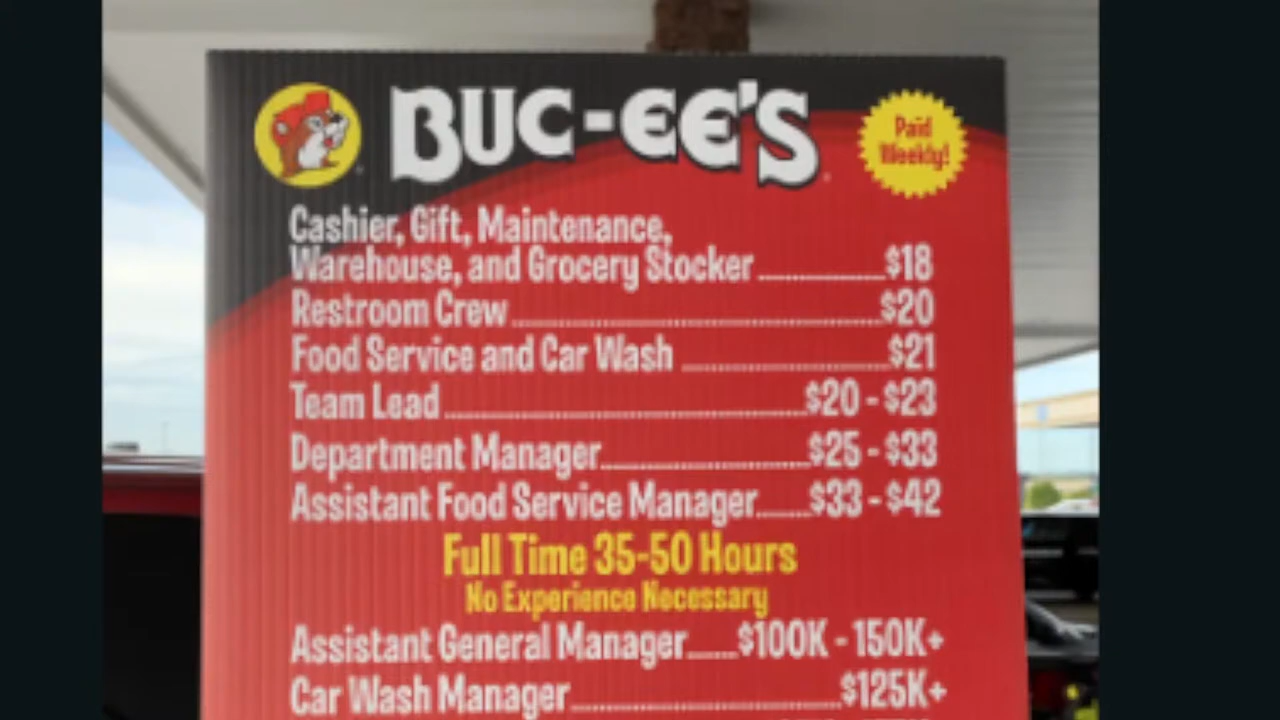 BUC-EE'S
Paid
Weekly!
Cashier, Gift, Maintenance,
Warehouse, and Grocery Stocker ............... $18
Restroom Crew ............... $20
Food Service and Car Wash ............... $21
Team Lead ............... $20 - $23
Department Manager ............... $25 - $33
Assistant Food Service Manager ....... $33 - $42
Full Time 35-50 Hours
No Experience Necessary
Assistant General Manager ...... $100K - 150K+
Car Wash Manager ............... $125K+